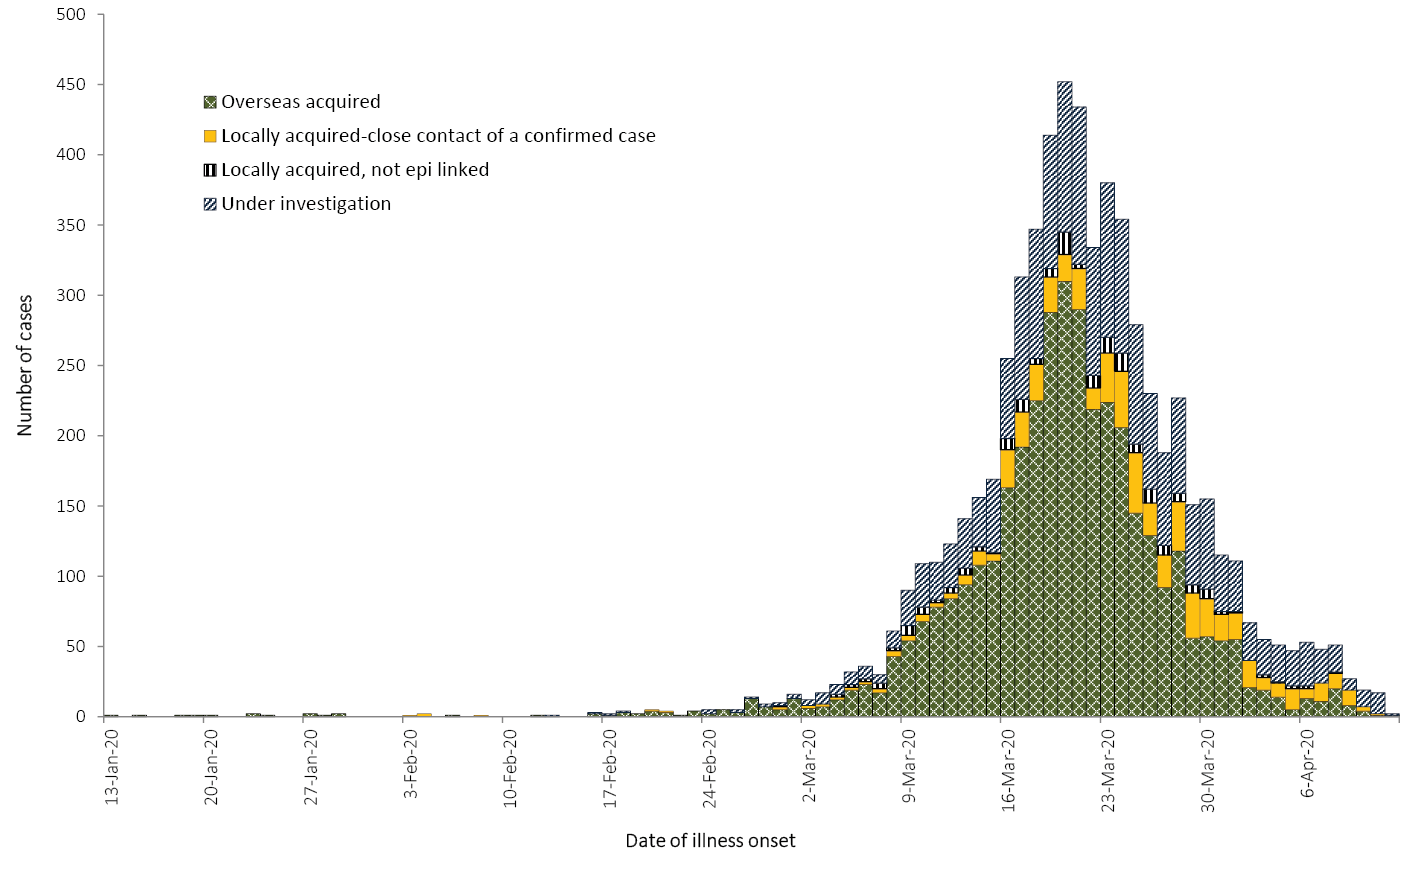 500
450
400
350
300
250
200
150
100
50
0
Number of cases
Overseas acquired
Locally acquired-close contact of a confirmed case
Locally acquired, not epi linked
Under investigation
13-Jan-20
20-Jan-20
27-Jan-20
3-Feb-20
10-Feb-20
17-Feb-20
24-Feb-20
2-Mar-20
9-Mar-20
16-Mar-20
23-Mar-20
30-Mar-20
6-Apr-20
Date of illness onset